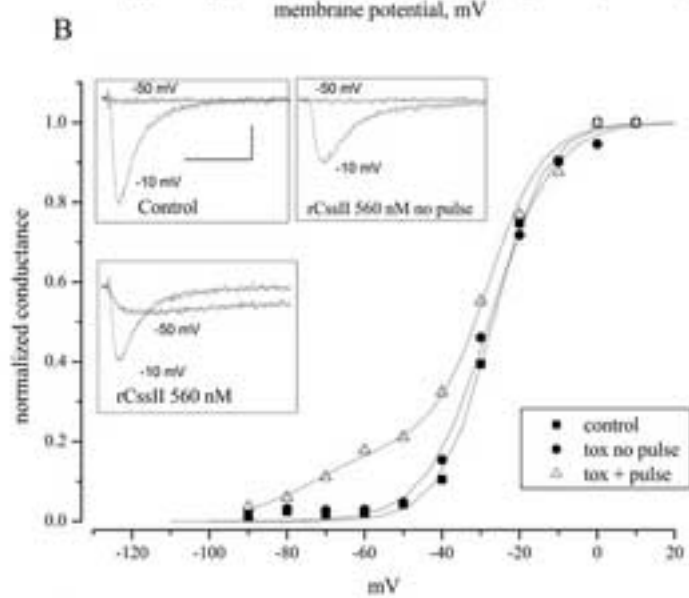 membrane potential, mV
B
-50 mV
-10 mV
Control
-50 mV
-10 mV
rCssII 560 nM no pulse
-50 mV
-10 mV
rCssII 560 nM
normalized conductance
1.0
0.8
0.6
0.4
0.2
0.0
control
tox no pulse
tox + pulse
-120 -100 -80 -60 -40 -20 0 20
mV